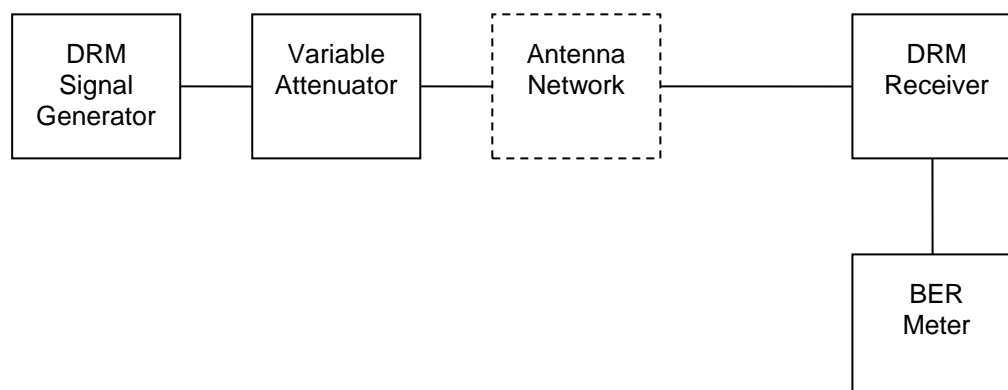 DRM
Signal
Generator
Variable
Attenuator
Antenna
Network
DRM
Receiver
BER
Meter